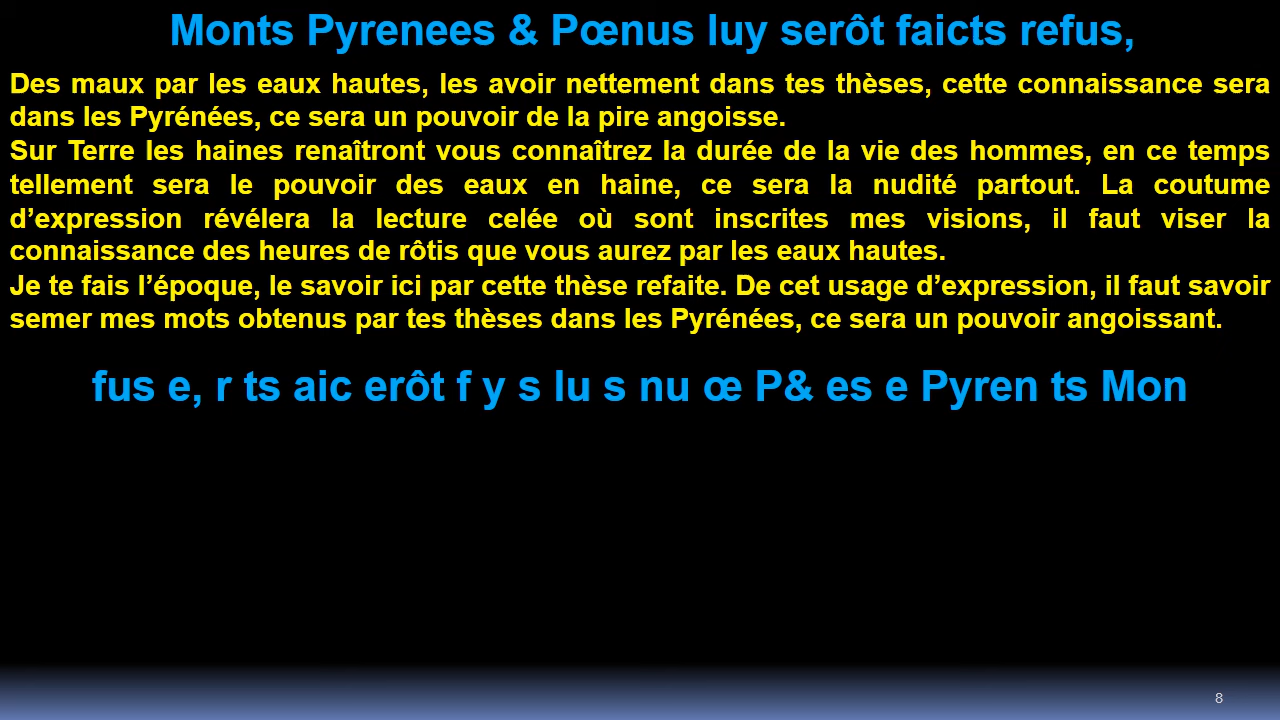 Monts Pyrenees & Pœnus luy serôt faicts refus,
Des maux par les eaux hautes, les avoir nettement dans tes thèses, cette connaissance sera
dans les Pyrénées, ce sera un pouvoir de la pire angoisse.
Sur Terre les haines renaîtront vous connaîtrez la durée de la vie des hommes, en ce temps
tellement sera le pouvoir des eaux en haine, ce sera la nudité partout. La coutume
d’expression révélera la lecture celée où sont inscrites mes visions, il faut viser la
connaissance des heures de rôtis que vous aurez par les eaux hautes.
Je te fais l’époque, le savoir ici par cette thèse refaite. De cet usage d’expression, il faut savoir
semer mes mots obtenus par tes thèses dans les Pyrénées, ce sera un pouvoir angoissant.
fus e, r ts aic erôt f y s lu s nu œ P& es e Pyren ts Mon
8